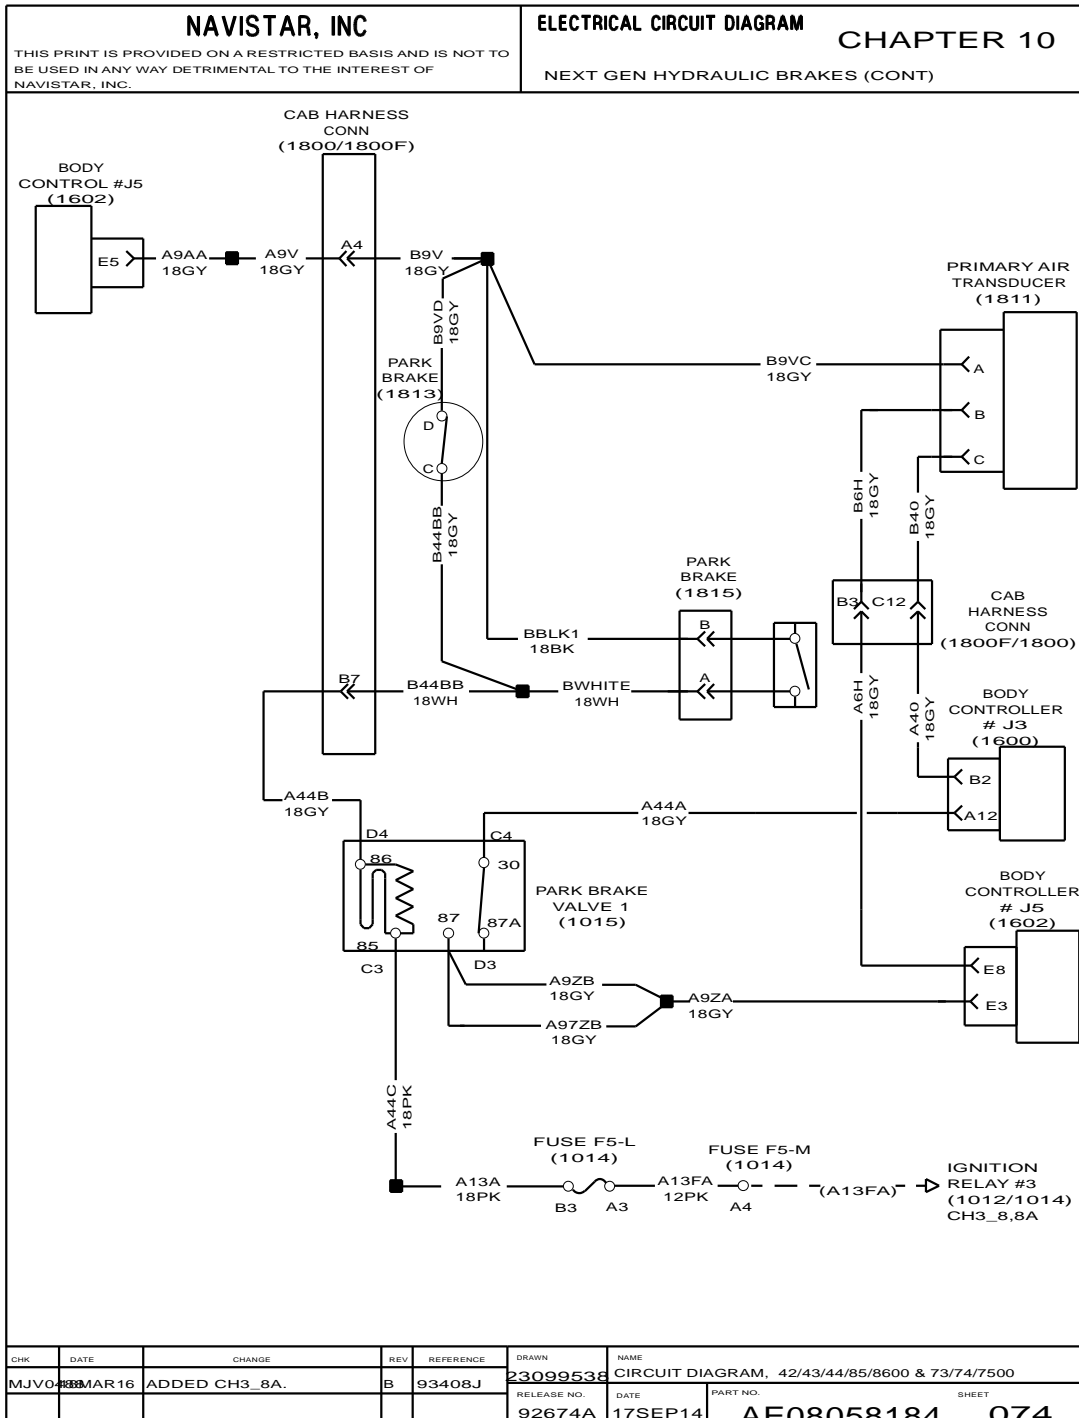 NAVISTAR, INC
THIS PRINT IS PROVIDED ON A RESTRICTED BASIS AND IS NOT TO
BE USED IN ANY WAY DETRIMENTAL TO THE INTEREST OF
NAVISTAR, INC.
ELECTRICAL CIRCUIT DIAGRAM
CHAPTER 10
NEXT GEN HYDRAULIC BRAKES (CONT)
CAB HARNESS
CONN
(1800/1800F)
BODY
CONTROL #J5
(1602)
E5
A9AA
18GY
A9V
18GY
A4
B9V
18GY
B9VD
18GY
PARK
BRAKE
(1813)
D
C
B44BB
18GY
B9VC
18GY
PRIMARY AIR
TRANSDUCER
(1811)
A
B
C
B6H
18GY
B40
18GY
PARK
BRAKE
(1815)
B
A
BBLK1
18BK
B3
C12
CAB
HARNESS
CONN
(1800F/1800)
B7
B44BB
18WH
BWHITE
18WH
A6H
18GY
A40
18GY
BODY
CONTROLLER
# J3
(1600)
B2
A12
A44B
18GY
A44A
18GY
D4
C4
86
30
87
87A
85
C3
D3
PARK BRAKE
VALVE 1
(1015)
BODY
CONTROLLER
# J5
(1602)
E8
E3
A9ZB
18GY
A97ZB
18GY
A9ZA
18GY
A44C
18PK
FUSE F5-L
(1014)
FUSE F5-M
(1014)
A13A
18PK
B3
A3
A13FA
12PK
A4
(A13FA)
IGNITION
RELAY #3
(1012/1014)
CH3_8,8A
CHK
DATE
CHANGE
REV
REFERENCE
DRAWN
NAME
MAR16
ADDED CH3_8A.
B
93408J
23099538
CIRCUIT DIAGRAM, 42/43/44/85/8600 & 73/74/7500
RELEASE NO.
DATE
PART NO.
SHEET
92674A
17SEP14
AE08058184
074